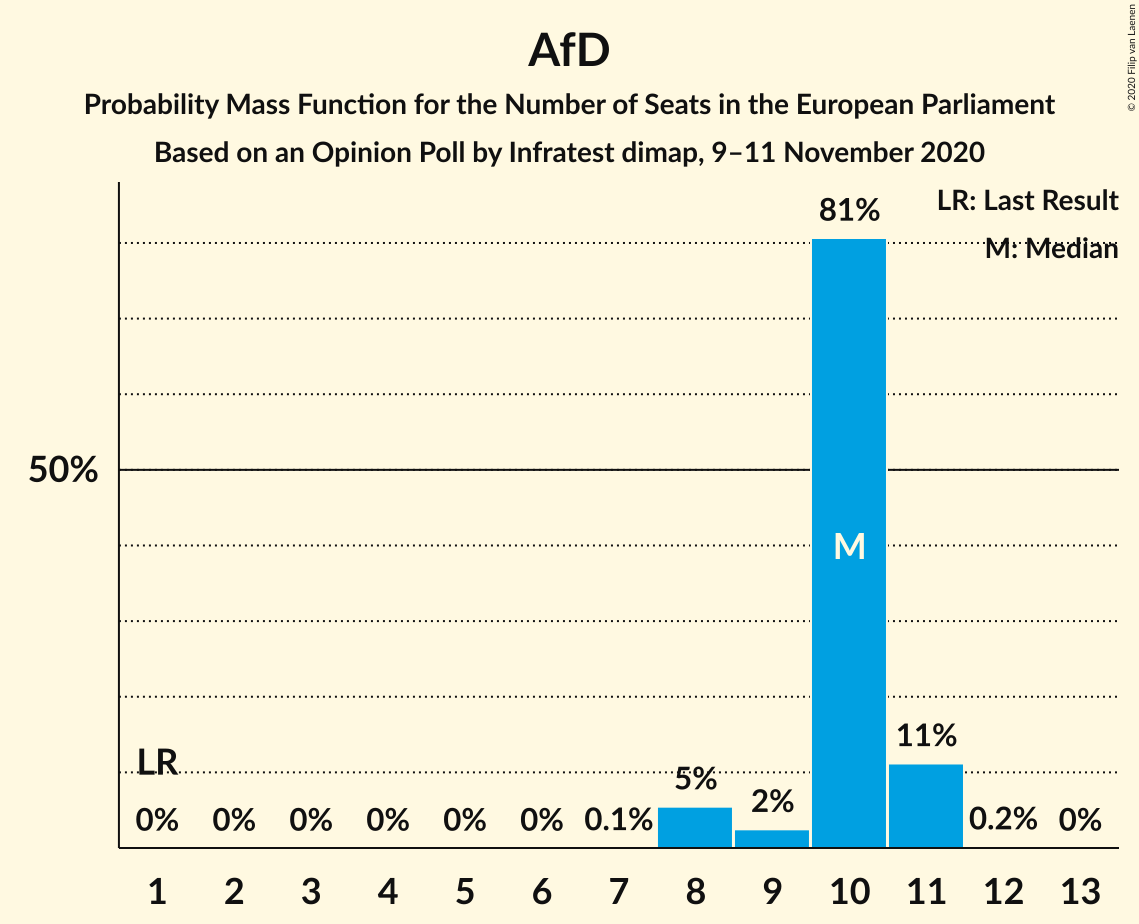 AfD
Probability Mass Function for the Number of Seats in the European Parliament
Based on an Opinion Poll by Infratest dimap, 9–11 November 2020
© 2020 Filip van Laenen
LR: Last Result
M: Median
81%
50%
M
LR
11%
5%
2%
0% 0% 0% 0% 0% 0% 0.1% 0.2% 0%
1 2 3 4 5 6 7 8 9 10 11 12 13